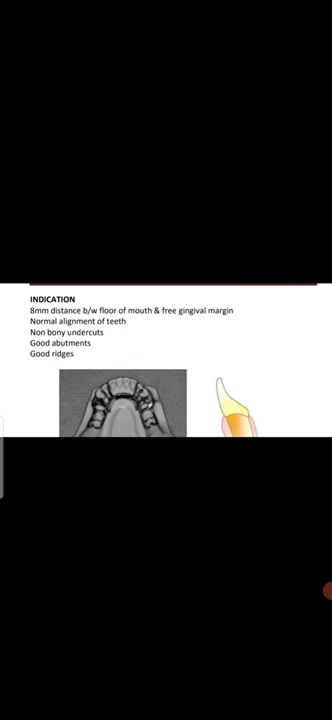 INDICATION
8mm distance b/w floor of mouth & free gingival margin
Normal alignment of teeth
Non bony undercuts
Good abutments
Good ridges